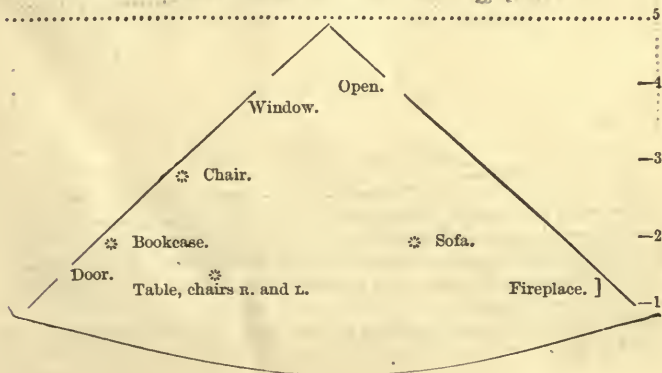 5
Open.
—4
Window.
—3
Chair.
Bookcase.
Sofa.
—2
Door.
Table, chairs R. and L.
Fireplace. ]
—1